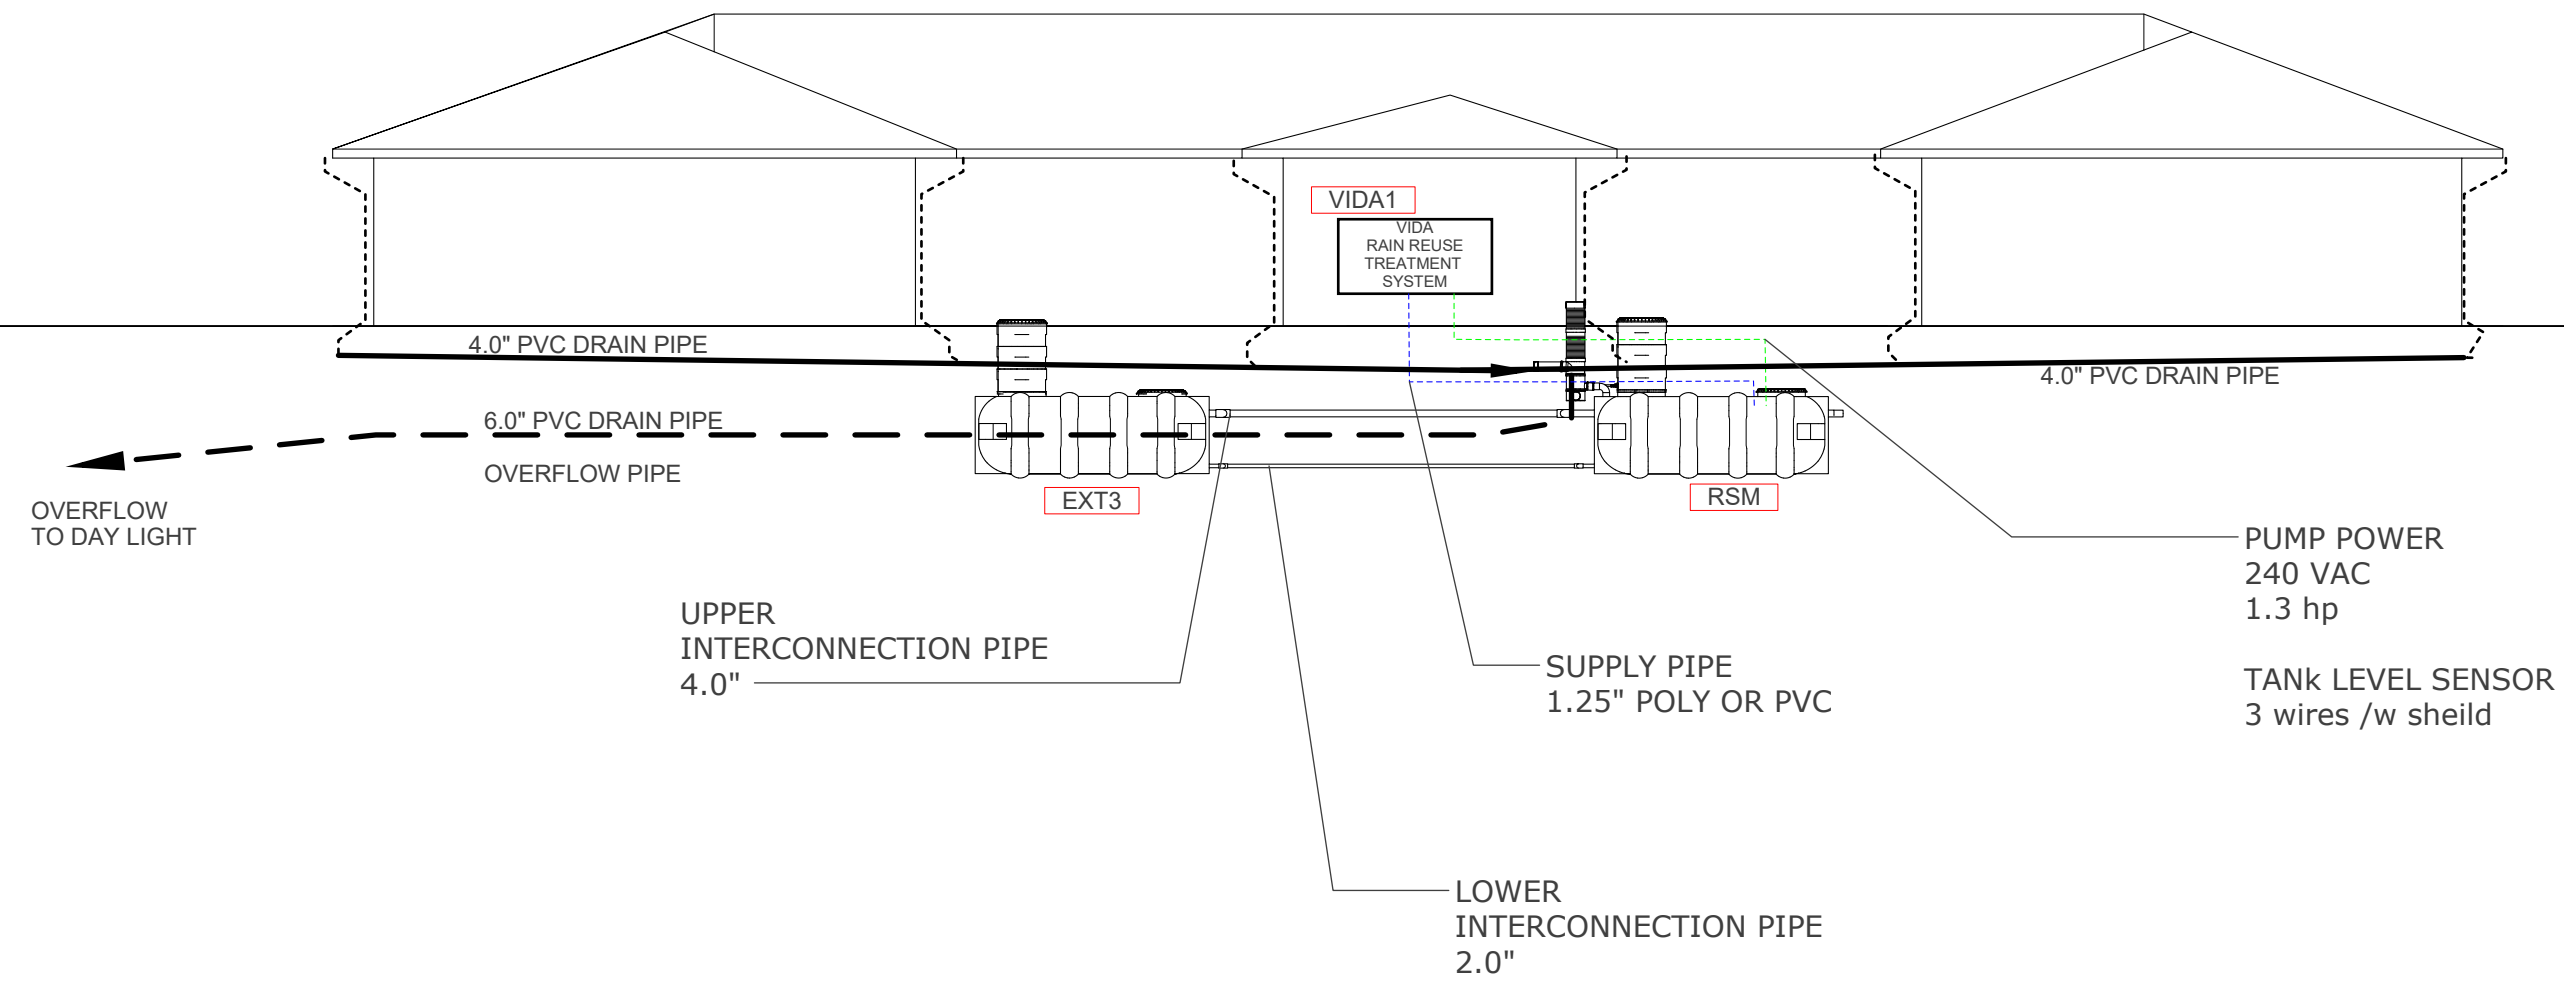 VIDA1
VIDA
RAIN REUSE
TREATMENT
SYSTEM
4.0" PVC DRAIN PIPE
4.0" PVC DRAIN PIPE
6.0" PVC DRAIN PIPE
OVERFLOW PIPE
OVERFLOW
TO DAY LIGHT
EXT3
RSM
PUMP POWER
240 VAC
1.3 hp
TANk LEVEL SENSOR
3 wires /w sheild
UPPER
INTERCONNECTION PIPE
4.0"
SUPPLY PIPE
1.25" POLY OR PVC
LOWER
INTERCONNECTION PIPE
2.0"